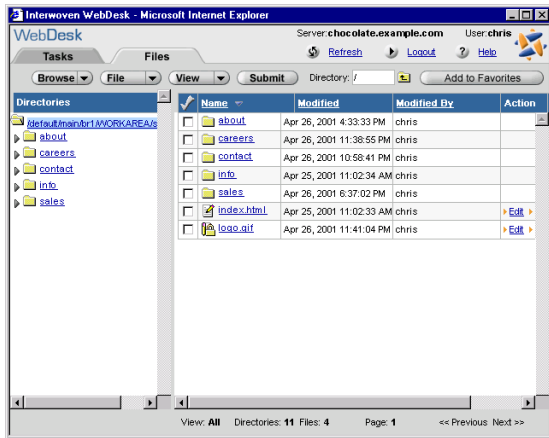 Interwoven WebDesk - Microsoft Internet Explorer
WebDesk
Server:chocolate.example.com User:chris
Refresh Logout Help
Tasks Files
Browse File View Submit Directory: / Add to Favorites
Directories
/default/main/br1/WORKAREA/s
about
careers
contact
info
sales
Name Modified Modified By Action
about Apr 26, 2001 4:33:33 PM chris
careers Apr 26, 2001 11:38:55 PM chris
contact Apr 26, 2001 10:58:41 PM chris
info Apr 25, 2001 11:02:34 AM chris
sales Apr 26, 2001 6:37:02 PM chris
index.html Apr 25, 2001 11:02:33 AM chris Edit
logo.gif Apr 26, 2001 11:41:04 PM chris Edit
View: All Directories: 11 Files: 4 Page: 1 << Previous Next >>